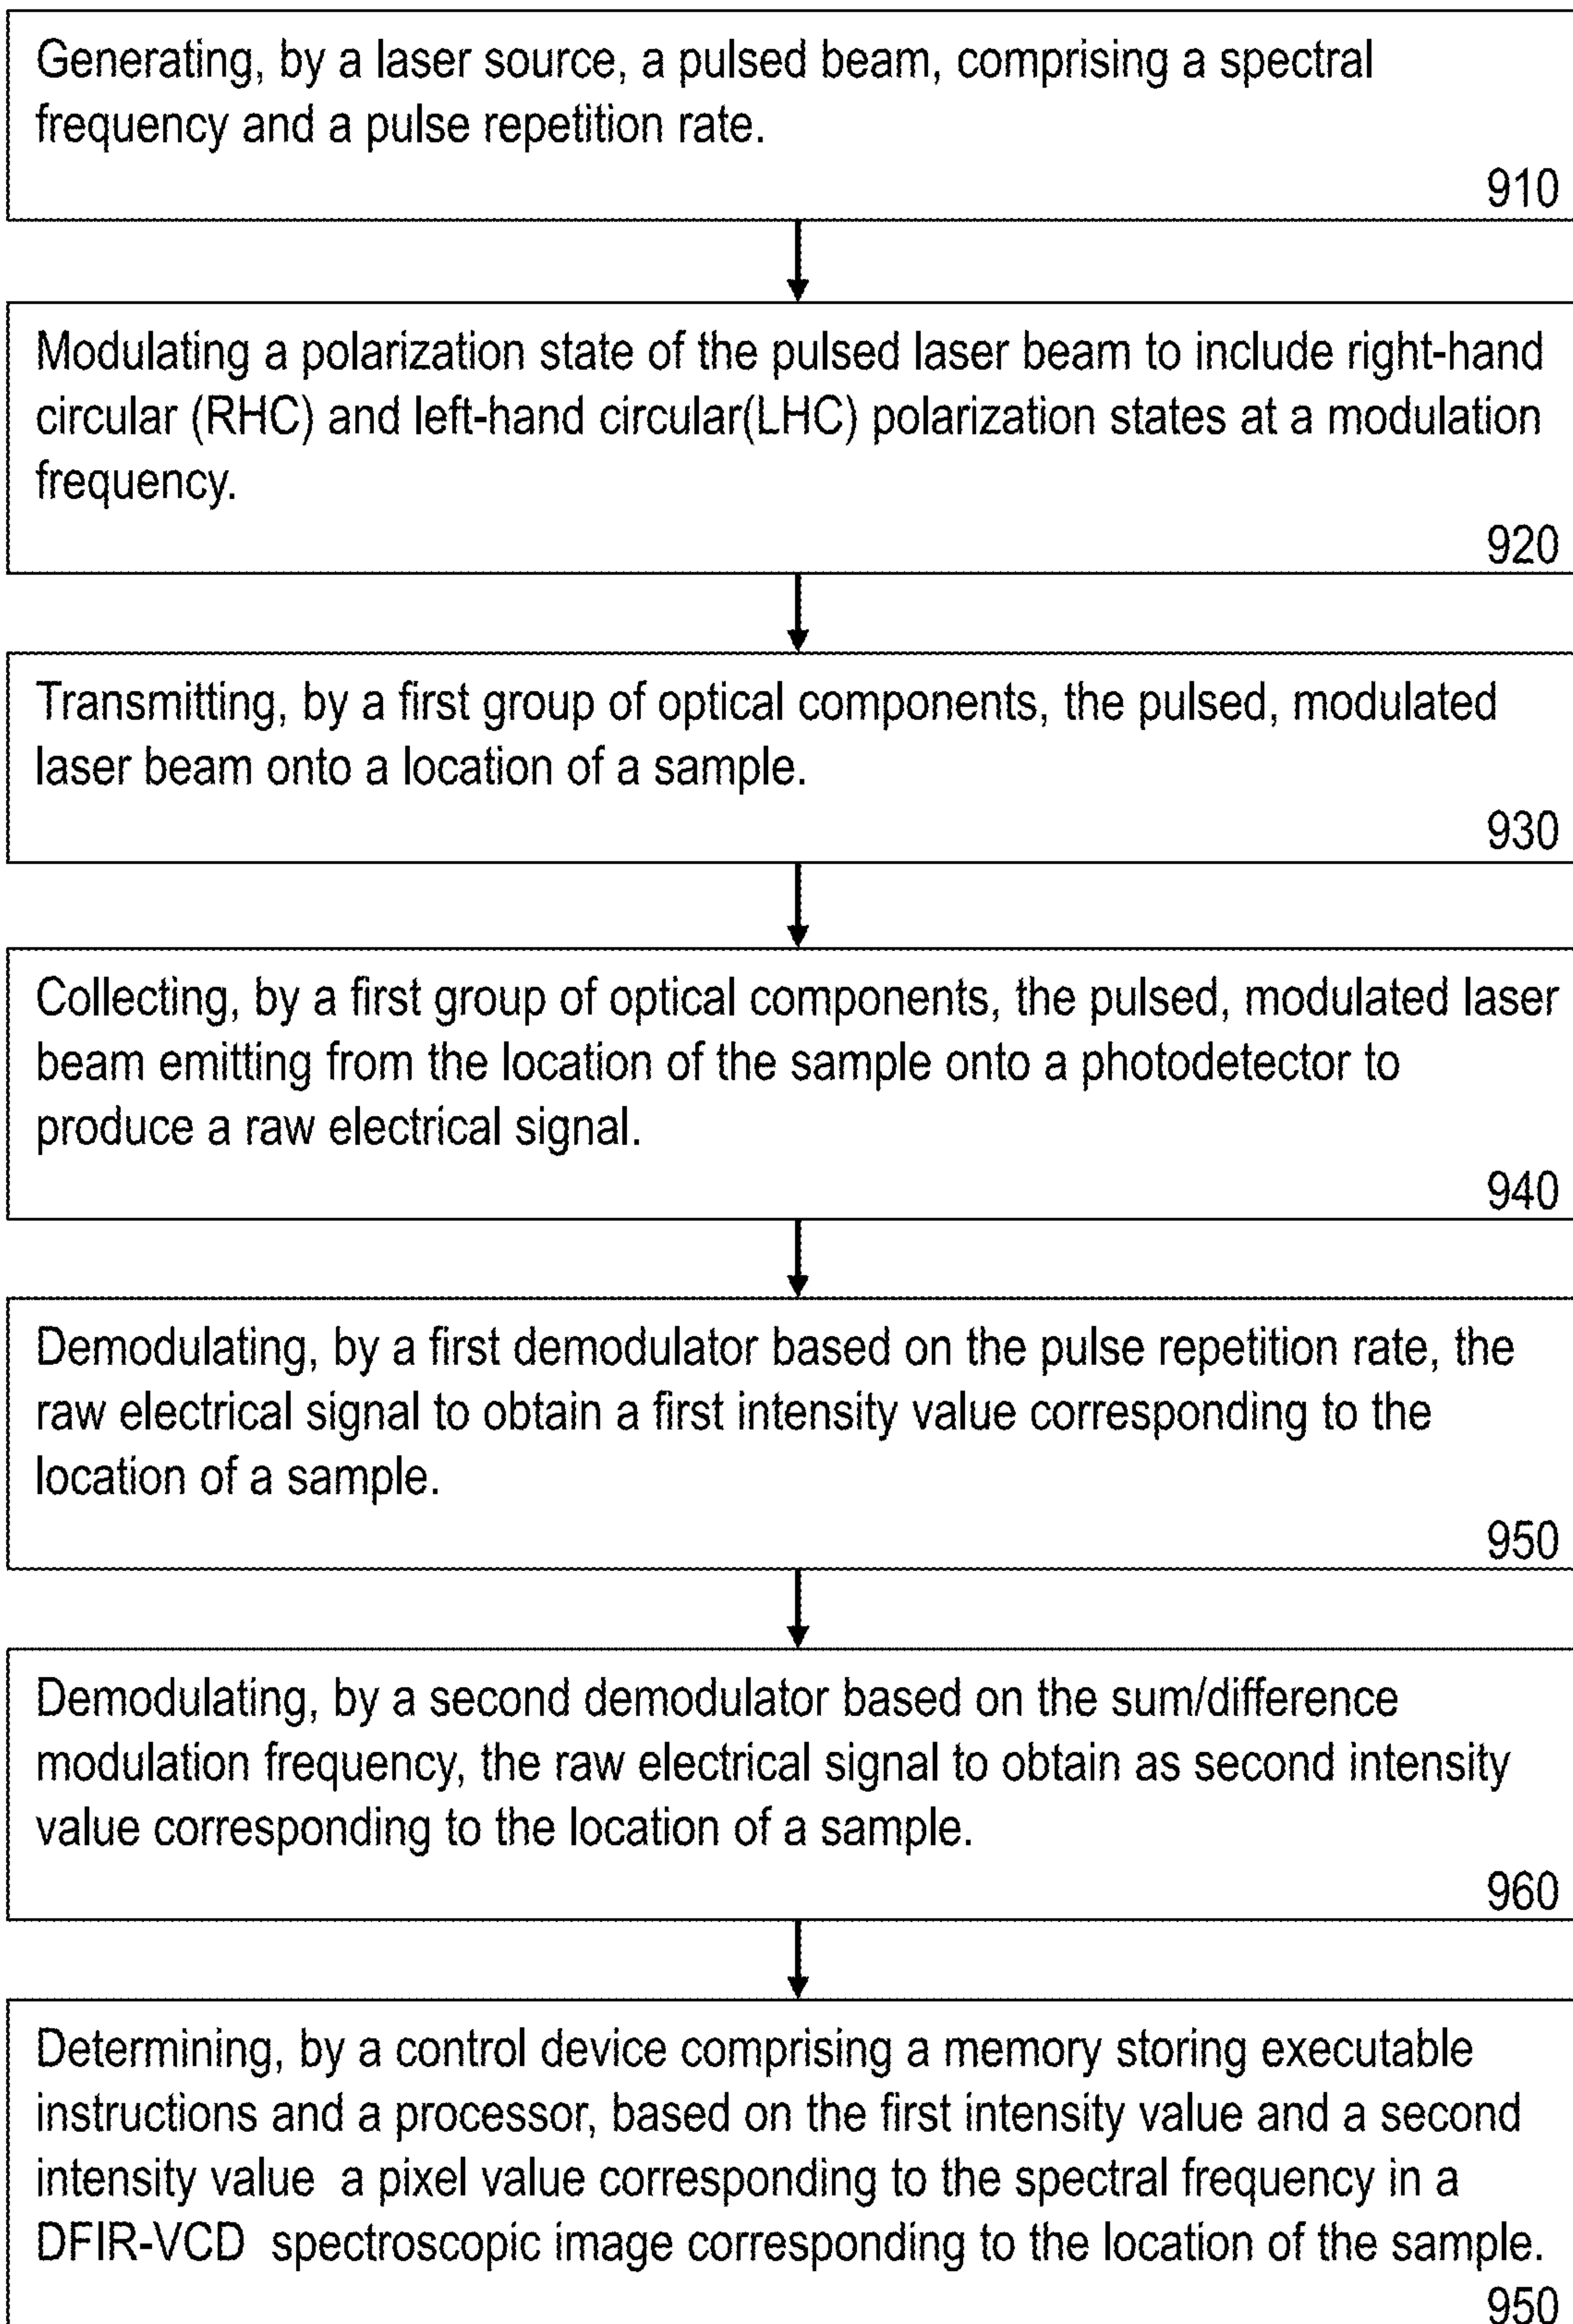 Generating, by a laser source, a pulsed beam, comprising a spectral
frequency and a pulse repetition rate.
910
Modulating a polarization state of the pulsed laser beam to include right-hand
circular (RHC) and left-hand circular(LHC) polarization states at a modulation
frequency.
920
Transmitting, by a first group of optical components, the pulsed, modulated
laser beam onto a location of a sample.
930
Collecting, by a first group of optical components, the pulsed, modulated laser
beam emitting from the location of the sample onto a photodetector to
produce a raw electrical signal.
940
Demodulating, by a first demodulator based on the pulse repetition rate, the
raw electrical signal to obtain a first intensity value corresponding to the
location of a sample.
950
Demodulating, by a second demodulator based on the sum/difference
modulation frequency, the raw electrical signal to obtain as second intensity
value corresponding to the location of a sample.
960
Determining, by a control device comprising a memory storing executable
instructions and a processor, based on the first intensity value and a second
intensity value  a pixel value corresponding to the spectral frequency in a
DFIR-VCD  spectroscopic image corresponding to the location of the sample.
950